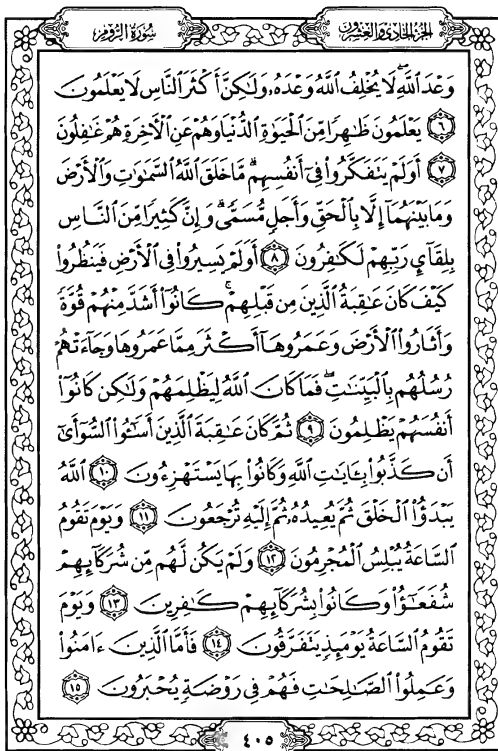 الجزء الحادي والعشرون
سورة الروم
وَعْدَ ٱللَّهِۖ لَا يُخْلِفُ ٱللَّهُ وَعْدَهُۥ وَلَٰكِنَّ أَكْثَرَ ٱلنَّاسِ لَا يَعْلَمُونَ
٦ يَعْلَمُونَ ظَٰهِرًا مِّنَ ٱلْحَيَوٰةِ ٱلدُّنْيَا وَهُمْ عَنِ ٱلْءَاخِرَةِ هُمْ غَٰفِلُونَ
٧ أَوَلَمْ يَتَفَكَّرُوا۟ فِىٓ أَنفُسِهِمۗ مَّا خَلَقَ ٱللَّهُ ٱلسَّمَٰوَٰتِ وَٱلْأَرْضَ
وَمَا بَيْنَهُمَآ إِلَّا بِٱلْحَقِّ وَأَجَلٍ مُّسَمًّىۗ وَإِنَّ كَثِيرًا مِّنَ ٱلنَّاسِ
بِلِقَآئِ رَبِّهِمْ لَكَٰفِرُونَ ٨ أَوَلَمْ يَسِيرُوا۟ فِى ٱلْأَرْضِ فَيَنظُرُوا۟
كَيْفَ كَانَ عَٰقِبَةُ ٱلَّذِينَ مِن قَبْلِهِمْۚ كَانُوٓا۟ أَشَدَّ مِنْهُمْ قُوَّةً
وَأَثَارُوا۟ ٱلْأَرْضَ وَعَمَرُوهَآ أَكْثَرَ مِمَّا عَمَرُوهَا وَجَآءَتْهُمْ
رُسُلُهُم بِٱلْبَيِّنَٰتِۖ فَمَا كَانَ ٱللَّهُ لِيَظْلِمَهُمْ وَلَٰكِن كَانُوٓا۟
أَنفُسَهُمْ يَظْلِمُونَ ٩ ثُمَّ كَانَ عَٰقِبَةَ ٱلَّذِينَ أَسَٰٓـُٔوا۟ ٱلسُّوٓأَىٰٓ
أَن كَذَّبُوا۟ بِـَٔايَٰتِ ٱللَّهِ وَكَانُوا۟ بِهَا يَسْتَهْزِءُونَ ١٠ ٱللَّهُ
يَبْدَؤُا۟ ٱلْخَلْقَ ثُمَّ يُعِيدُهُۥ ثُمَّ إِلَيْهِ تُرْجَعُونَ ١١ وَيَوْمَ تَقُومُ
ٱلسَّاعَةُ يُبْلِسُ ٱلْمُجْرِمُونَ ١٢ وَلَمْ يَكُن لَّهُم مِّن شُرَكَآئِهِمْ
شُفَعَٰٓؤُا۟ وَكَانُوا۟ بِشُرَكَآئِهِمْ كَٰفِرِينَ ١٣ وَيَوْمَ
تَقُومُ ٱلسَّاعَةُ يَوْمَئِذٍ يَتَفَرَّقُونَ ١٤ فَأَمَّا ٱلَّذِينَ ءَامَنُوا۟
وَعَمِلُوا۟ ٱلصَّٰلِحَٰتِ فَهُمْ فِى رَوْضَةٍ يُحْبَرُونَ ١٥
٤٠٥